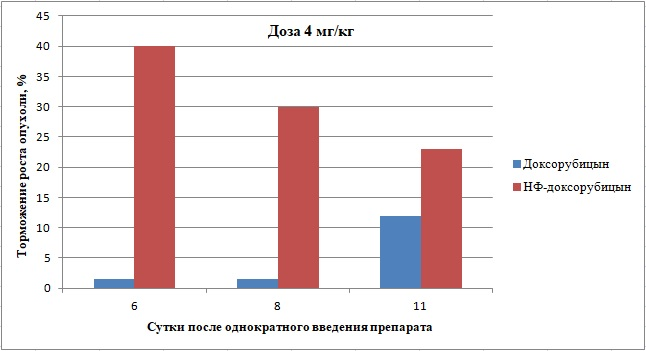 Доза 4 мг/кг
Торможение роста опухоли, %
45
40
35
30
25
20
15
10
5
0
6 8 11
Сутки после однократного введения препарата
Доксорубицын
НФ-доксорубицын